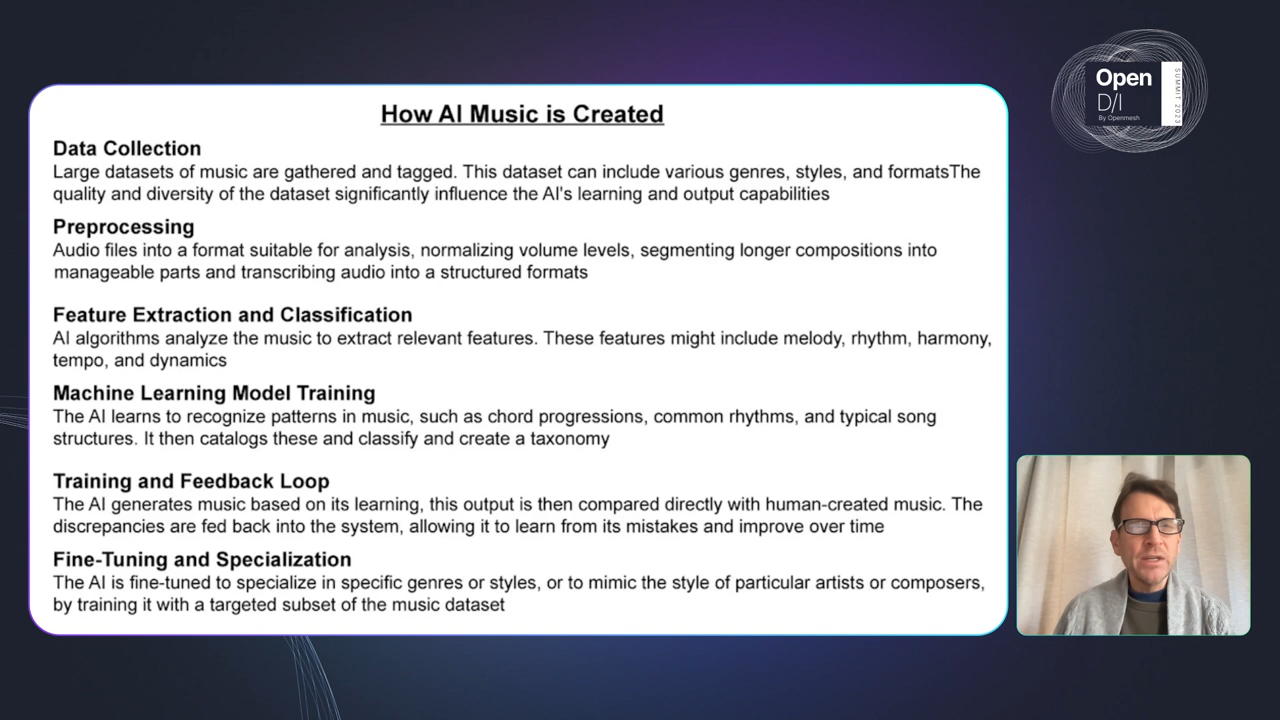 How AI Music is Created
Data Collection
Large datasets of music are gathered and tagged. This dataset can include various genres, styles, and formatsThe
quality and diversity of the dataset significantly influence the AI's learning and output capabilities
Preprocessing
Audio files into a format suitable for analysis, normalizing volume levels, segmenting longer compositions into
manageable parts and transcribing audio into a structured formats
Feature Extraction and Classification
AI algorithms analyze the music to extract relevant features. These features might include melody, rhythm, harmony,
tempo, and dynamics
Machine Learning Model Training
The AI learns to recognize patterns in music, such as chord progressions, common rhythms, and typical song
structures. It then catalogs these and classify and create a taxonomy
Training and Feedback Loop
The AI generates music based on its learning, this output is then compared directly with human-created music. The
discrepancies are fed back into the system, allowing it to learn from its mistakes and improve over time
Fine-Tuning and Specialization
The AI is fine-tuned to specialize in specific genres or styles, or to mimic the style of particular artists or composers,
by training it with a targeted subset of the music dataset
Open
D/I
By Openmesh
SUMMIT 2023